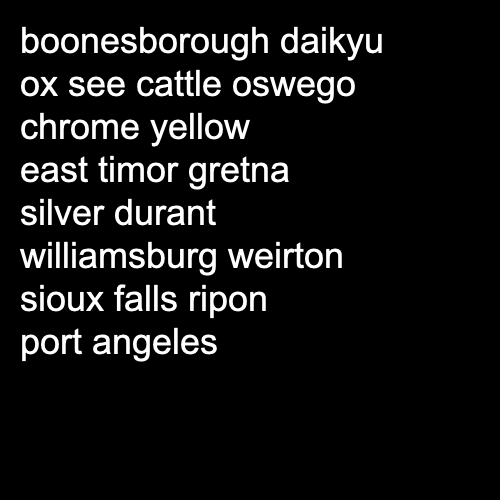 boonesborough daikyu
ox see cattle oswego
chrome yellow
east timor gretna
silver durant
williamsburg weirton
sioux falls ripon
port angeles